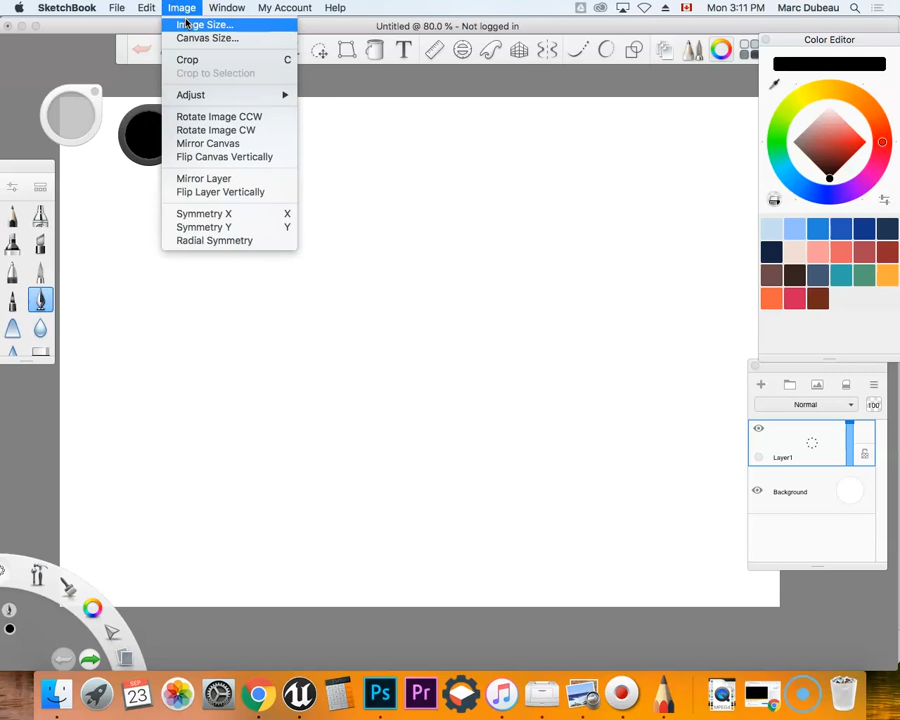 SketchBook File Edit Image Window My Account Help Mon 3:11 PM Marc Dubeau
Untitled @ 80.0 % - Not logged in
Image Size...
Canvas Size...
Crop C
Crop to Selection
Adjust
Rotate Image CCW
Rotate Image CW
Mirror Canvas
Flip Canvas Vertically
Mirror Layer
Flip Layer Vertically
Symmetry X X
Symmetry Y Y
Radial Symmetry
T
Color Editor
Normal 100
Layer1
Background
SEP
23
Ps Pr
MPEG